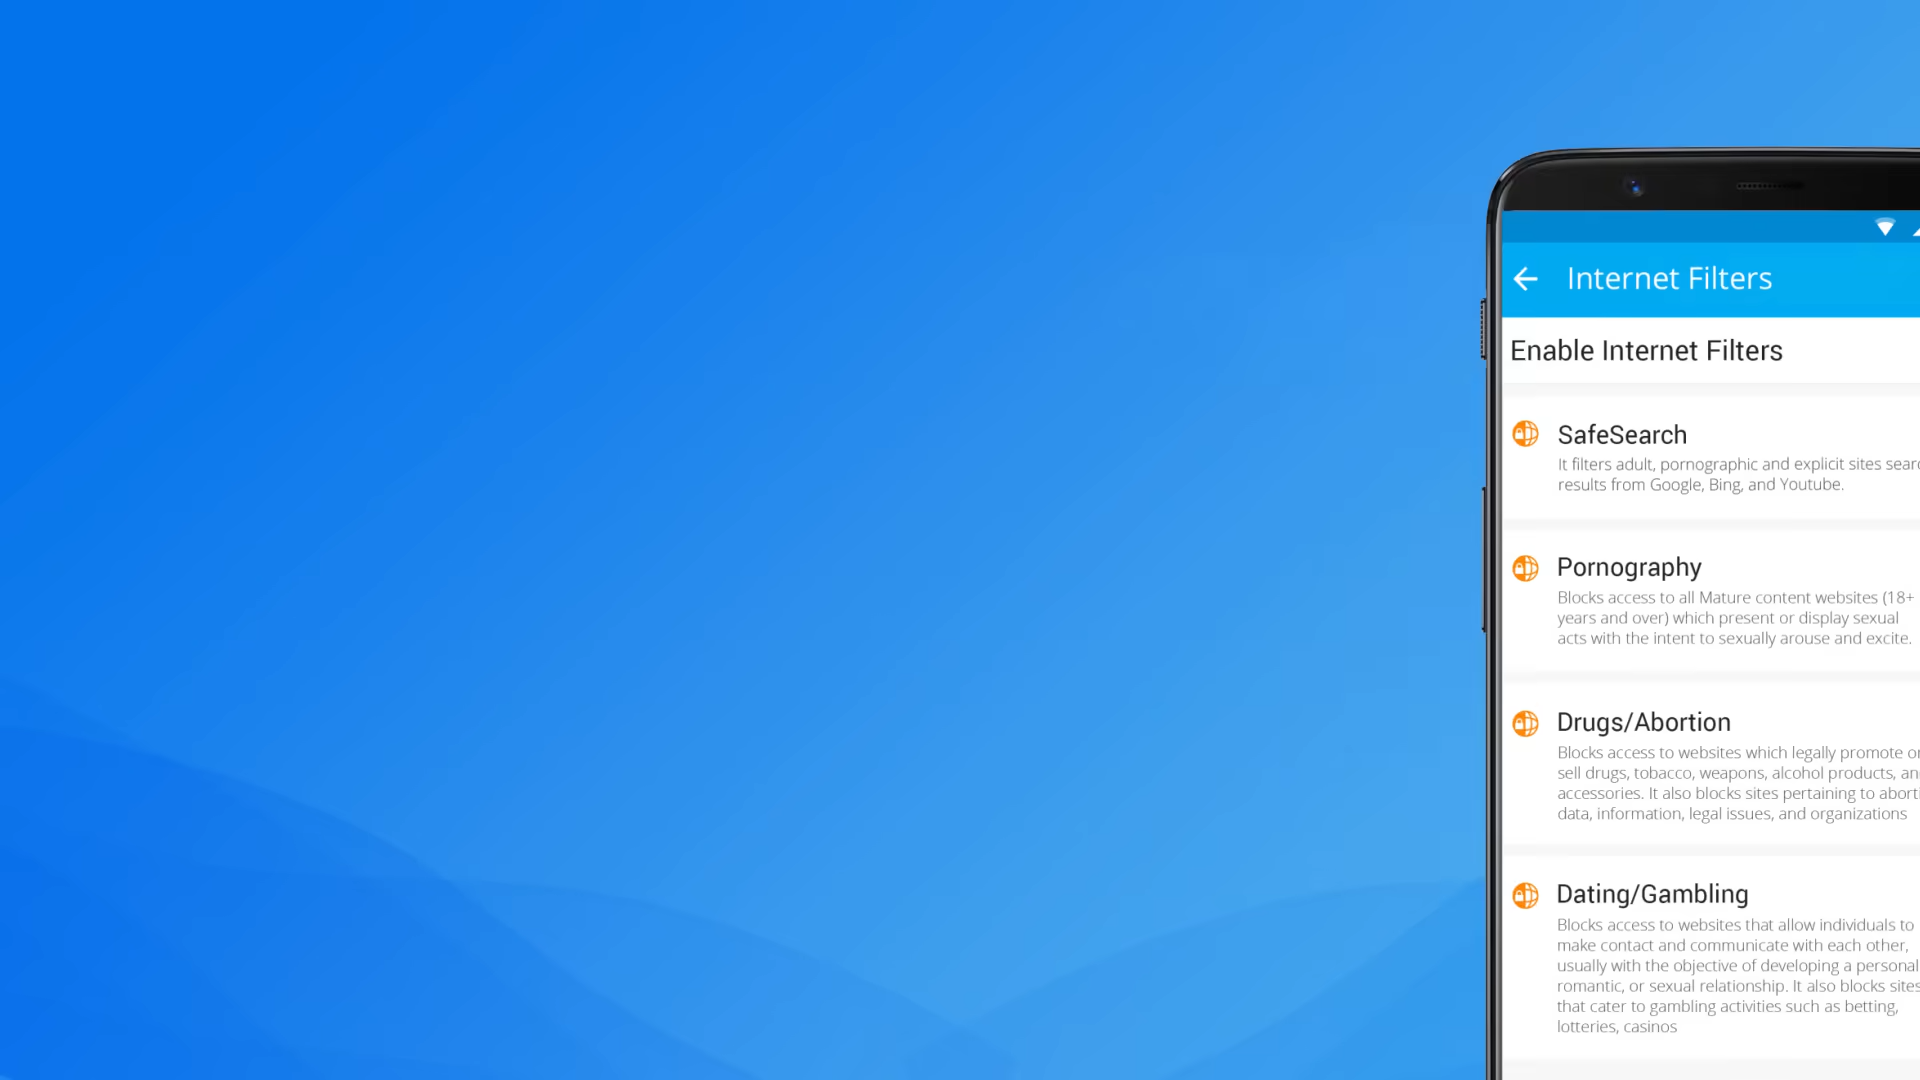 Internet Filters
Enable Internet Filters
SafeSearch
It filters adult, pornographic and explicit sites
results from Google, Bing, and Youtube.
Pornography
Blocks access to all Mature content websites (18+
years and over) which present or display sexual
acts with the intent to sexually arouse and excite.
Drugs/Abortion
Blocks access to websites which legally promote
sell drugs, tobacco, weapons, alcohol products,
accessories. It also blocks sites pertaining to
data, information, legal issues, and organizations
Dating/Gambling
Blocks access to websites that allow individuals to
make contact and communicate with each other,
usually with the objective of developing a personal
romantic, or sexual relationship. It also blocks sites
that cater to gambling activities such as betting,
lotteries, casinos